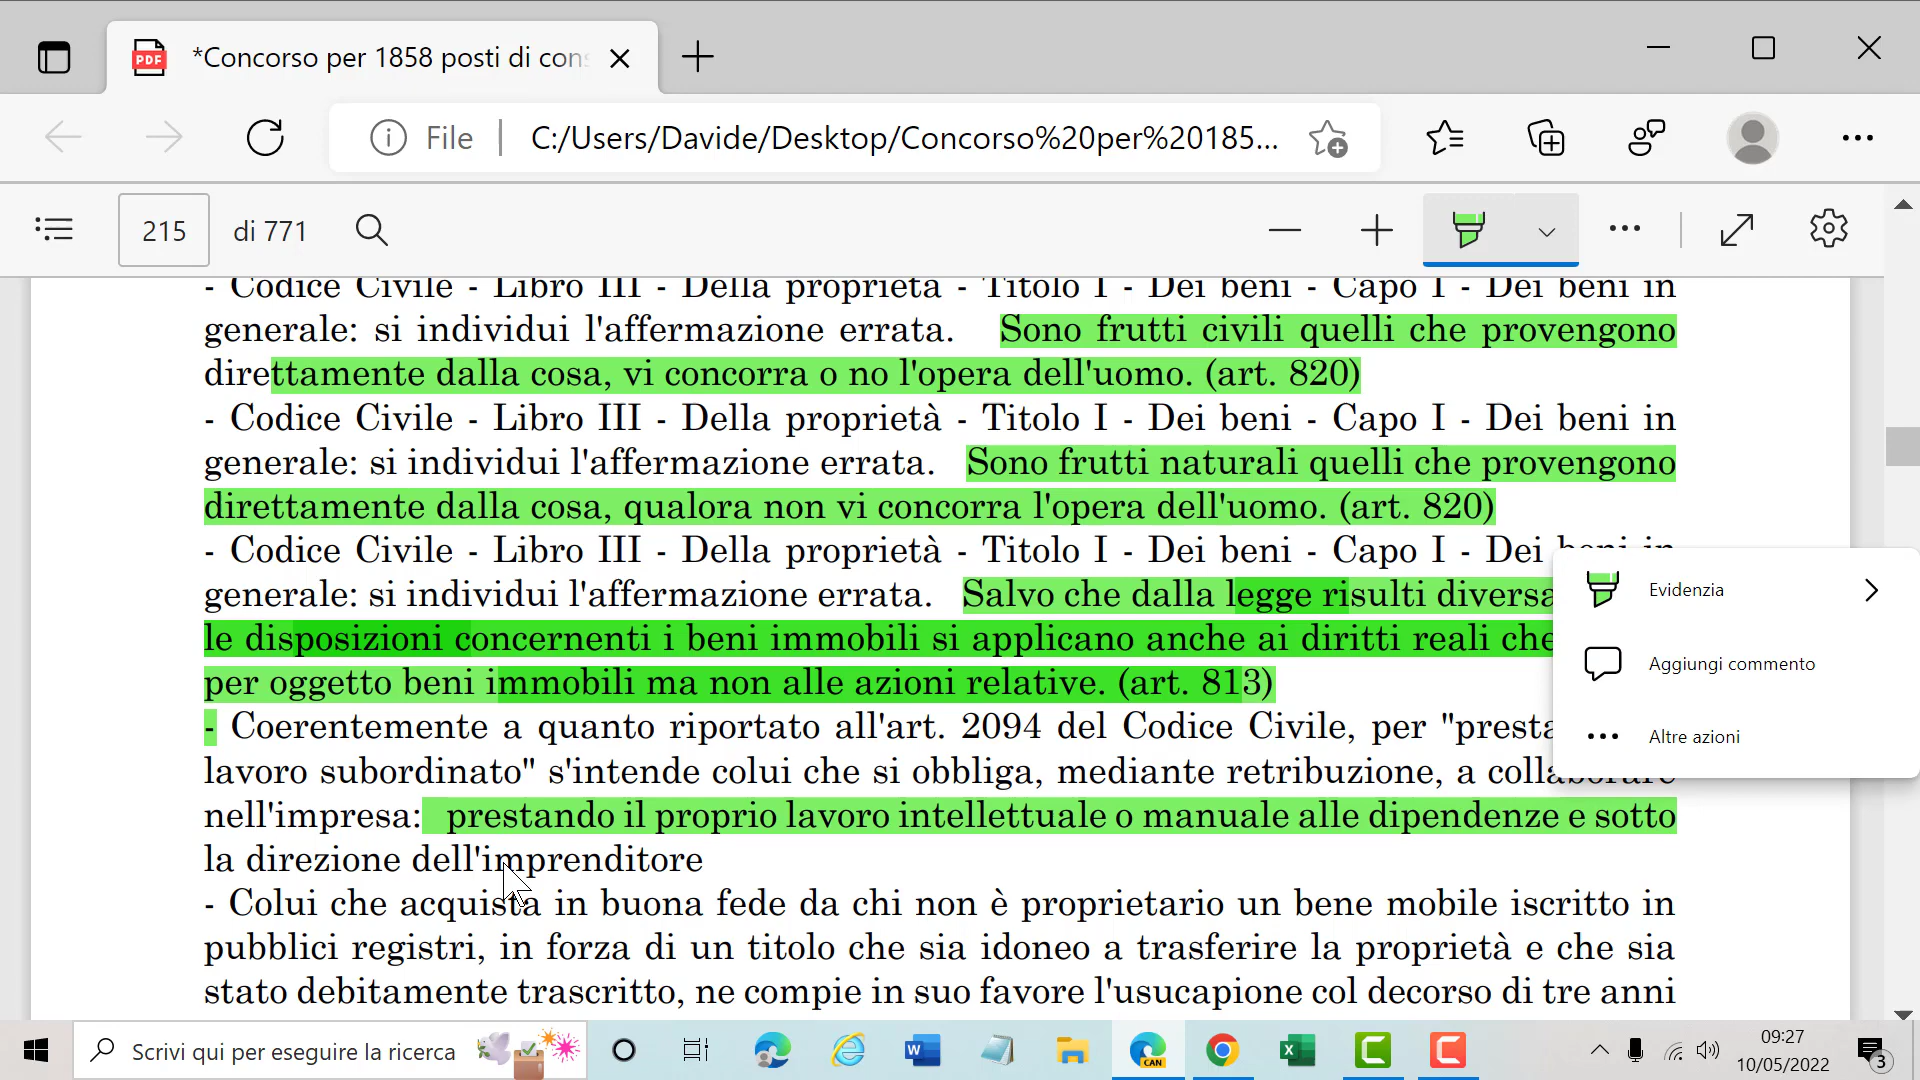 *Concorso per 1858 posti di cons
File
C:/Users/Davide/Desktop/Concorso%20per%20185...
215
di 771
- Codice Civile - Libro III - Della proprietà - Titolo I - Dei beni - Capo I - Dei beni in
generale: si individui l'affermazione errata. Sono frutti civili quelli che provengono
direttamente dalla cosa, vi concorra o no l'opera dell'uomo. (art. 820)
- Codice Civile - Libro III - Della proprietà - Titolo I - Dei beni - Capo I - Dei beni in
generale: si individui l'affermazione errata. Sono frutti naturali quelli che provengono
direttamente dalla cosa, qualora non vi concorra l'opera dell'uomo. (art. 820)
- Codice Civile - Libro III - Della proprietà - Titolo I - Dei beni - Capo I - Dei beni in
generale: si individui l'affermazione errata. Salvo che dalla legge risulti diversa
le disposizioni concernenti i beni immobili si applicano anche ai diritti reali che
per oggetto beni immobili ma non alle azioni relative. (art. 813)
- Coerentemente a quanto riportato all'art. 2094 del Codice Civile, per "presta
lavoro subordinato" s'intende colui che si obbliga, mediante retribuzione, a collaborare
nell'impresa: prestando il proprio lavoro intellettuale o manuale alle dipendenze e sotto
la direzione dell'imprenditore
- Colui che acquista in buona fede da chi non è proprietario un bene mobile iscritto in
pubblici registri, in forza di un titolo che sia idoneo a trasferire la proprietà e che sia
stato debitamente trascritto, ne compie in suo favore l'usucapione col decorso di tre anni
Evidenzia
Aggiungi commento
Altre azioni
Scrivi qui per eseguire la ricerca
CAN
09:27
10/05/2022
3